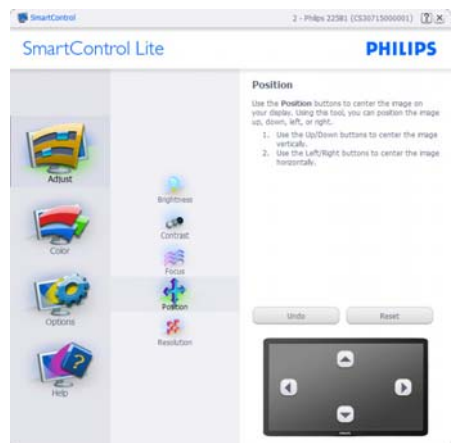 SmartControl
2 - Philips 225B1 (CS30715000001)
SmartControl Lite
PHILIPS
Adjust
Color
Options
Help
Brightness
Contrast
Focus
Position
Resolution
Position
Use the Position buttons to center the image on
your display. Using this tool, you can position the image
up, down, left, or right.
1. Use the Up/Down buttons to center the image
vertically.
2. Use the Left/Right buttons to center the image
horizontally.
Undo
Reset